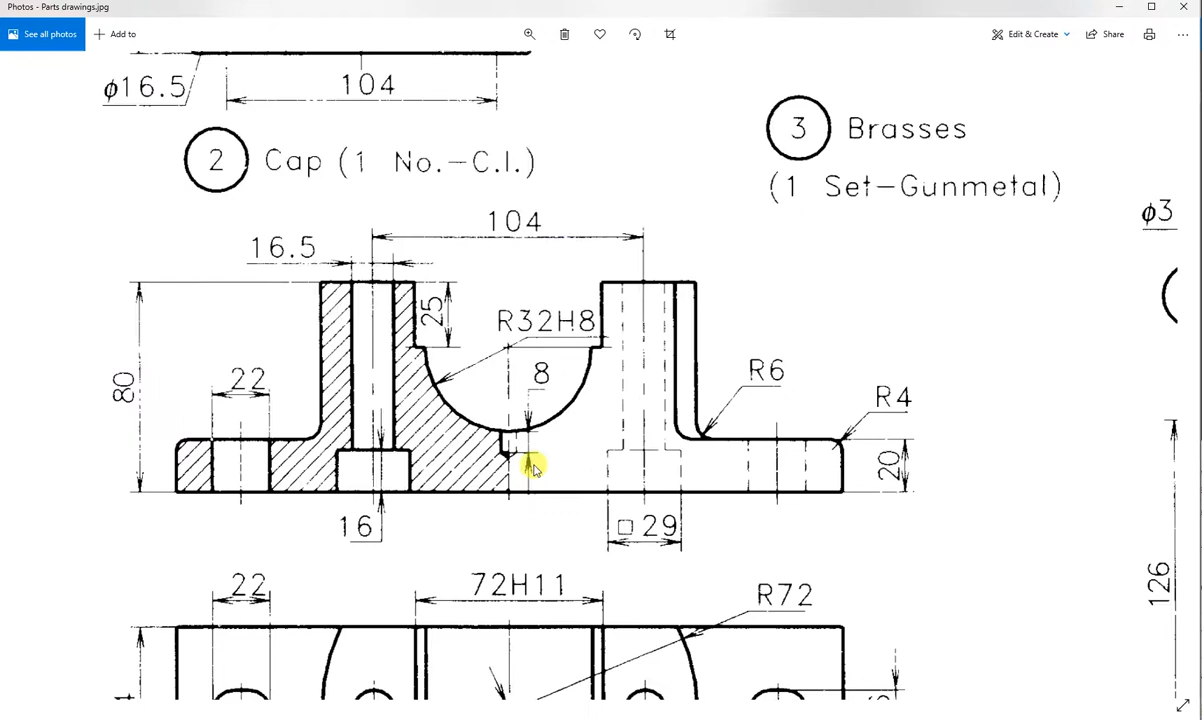 Photos - Parts drawings.jpg
See all photos
Add to
Edit & Create
Share
ϕ16.5
104
2 Cap (1 No.-C.I.)
3 Brasses
(1 Set-Gunmetal)
ϕ3
104
16.5
25
R32H8
80
22
8
R6
R4
20
16
□ 29
126
22
72H11
R72